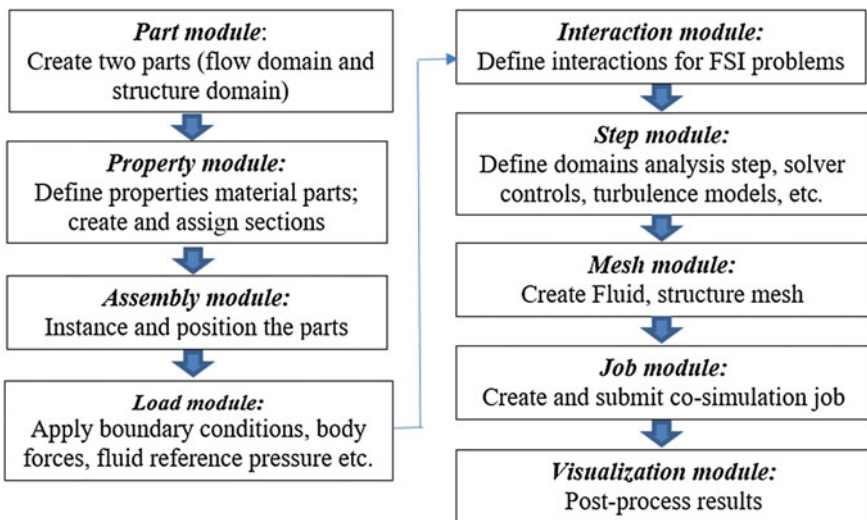 Part module:
Create two parts (flow domain and
structure domain)
Property module:
Define properties material parts;
create and assign sections
Assembly module:
Instance and position the parts
Load module:
Apply boundary conditions, body
forces, fluid reference pressure etc.
Interaction module:
Define interactions for FSI problems
Step module:
Define domains analysis step, solver
controls, turbulence models, etc.
Mesh module:
Create Fluid, structure mesh
Job module:
Create and submit co-simulation job
Visualization module:
Post-process results